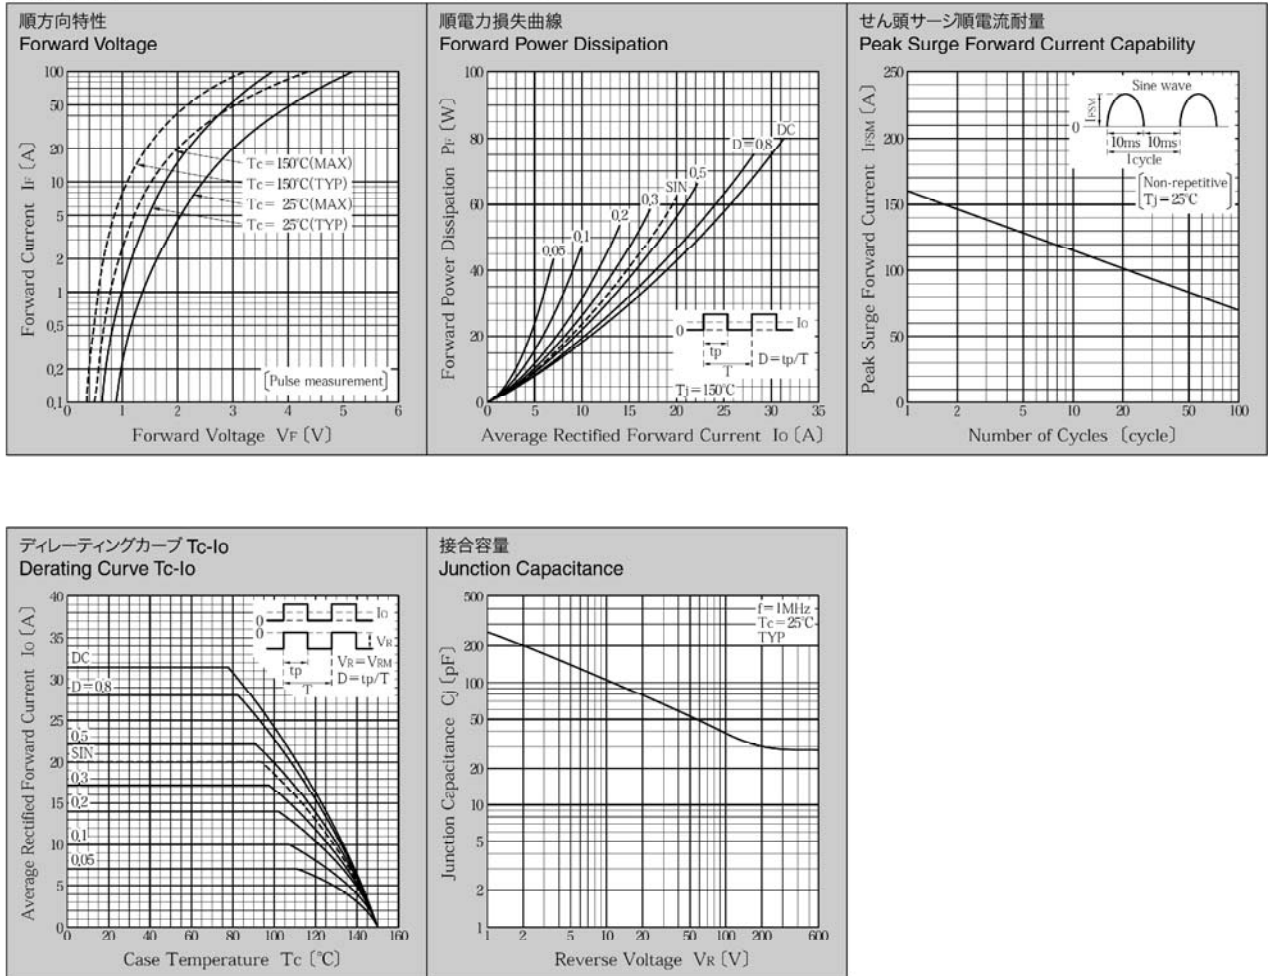 順方向特性
Forward Voltage
Forward Current IF〔A〕
100
50
20
10
5
2
1
0.5
0.2
0.1
Tc=150℃(MAX)
Tc=150℃(TYP)
Tc= 25℃(MAX)
Tc= 25℃(TYP)
〔Pulse measurement〕
0 1 2 3 4 5 6
Forward Voltage VF〔V〕
順電力損失曲線
Forward Power Dissipation
Forward Power Dissipation PF〔W〕
100
80
60
40
20
0
DC
D=0.8
0.5
SIN
0.3
0.2
0.1
0.05
0
Io
tp
T
D=tp/T
Tj=150℃
0 5 10 15 20 25 30 35
Average Rectified Forward Current Io〔A〕
せん頭サージ順電流耐量
Peak Surge Forward Current Capability
Peak Surge Forward Current IFSM〔A〕
250
200
150
100
50
0
Sine wave
IFSM
0
10ms 10ms
1cycle
〔Non-repetitive
Tj=25℃〕
1 2 5 10 20 50 100
Number of Cycles〔cycle〕
ディレーティングカーブ Tc-Io
Derating Curve Tc-Io
Average Rectified Forward Current Io〔A〕
40
35
30
25
20
15
10
5
0
DC
D=0.8
0.5
SIN
0.3
0.2
0.1
0.05
0
Io
0
VR
tp
T
VR=VRM
D=tp/T
0 20 40 60 80 100 120 140 160
Case Temperature Tc〔℃〕
接合容量
Junction Capacitance
Junction Capacitance Cj〔pF〕
500
200
100
50
20
10
5
2
1
f=1MHz
Tc=25℃
TYP
1 2 5 10 20 50 100 200 600
Reverse Voltage VR〔V〕